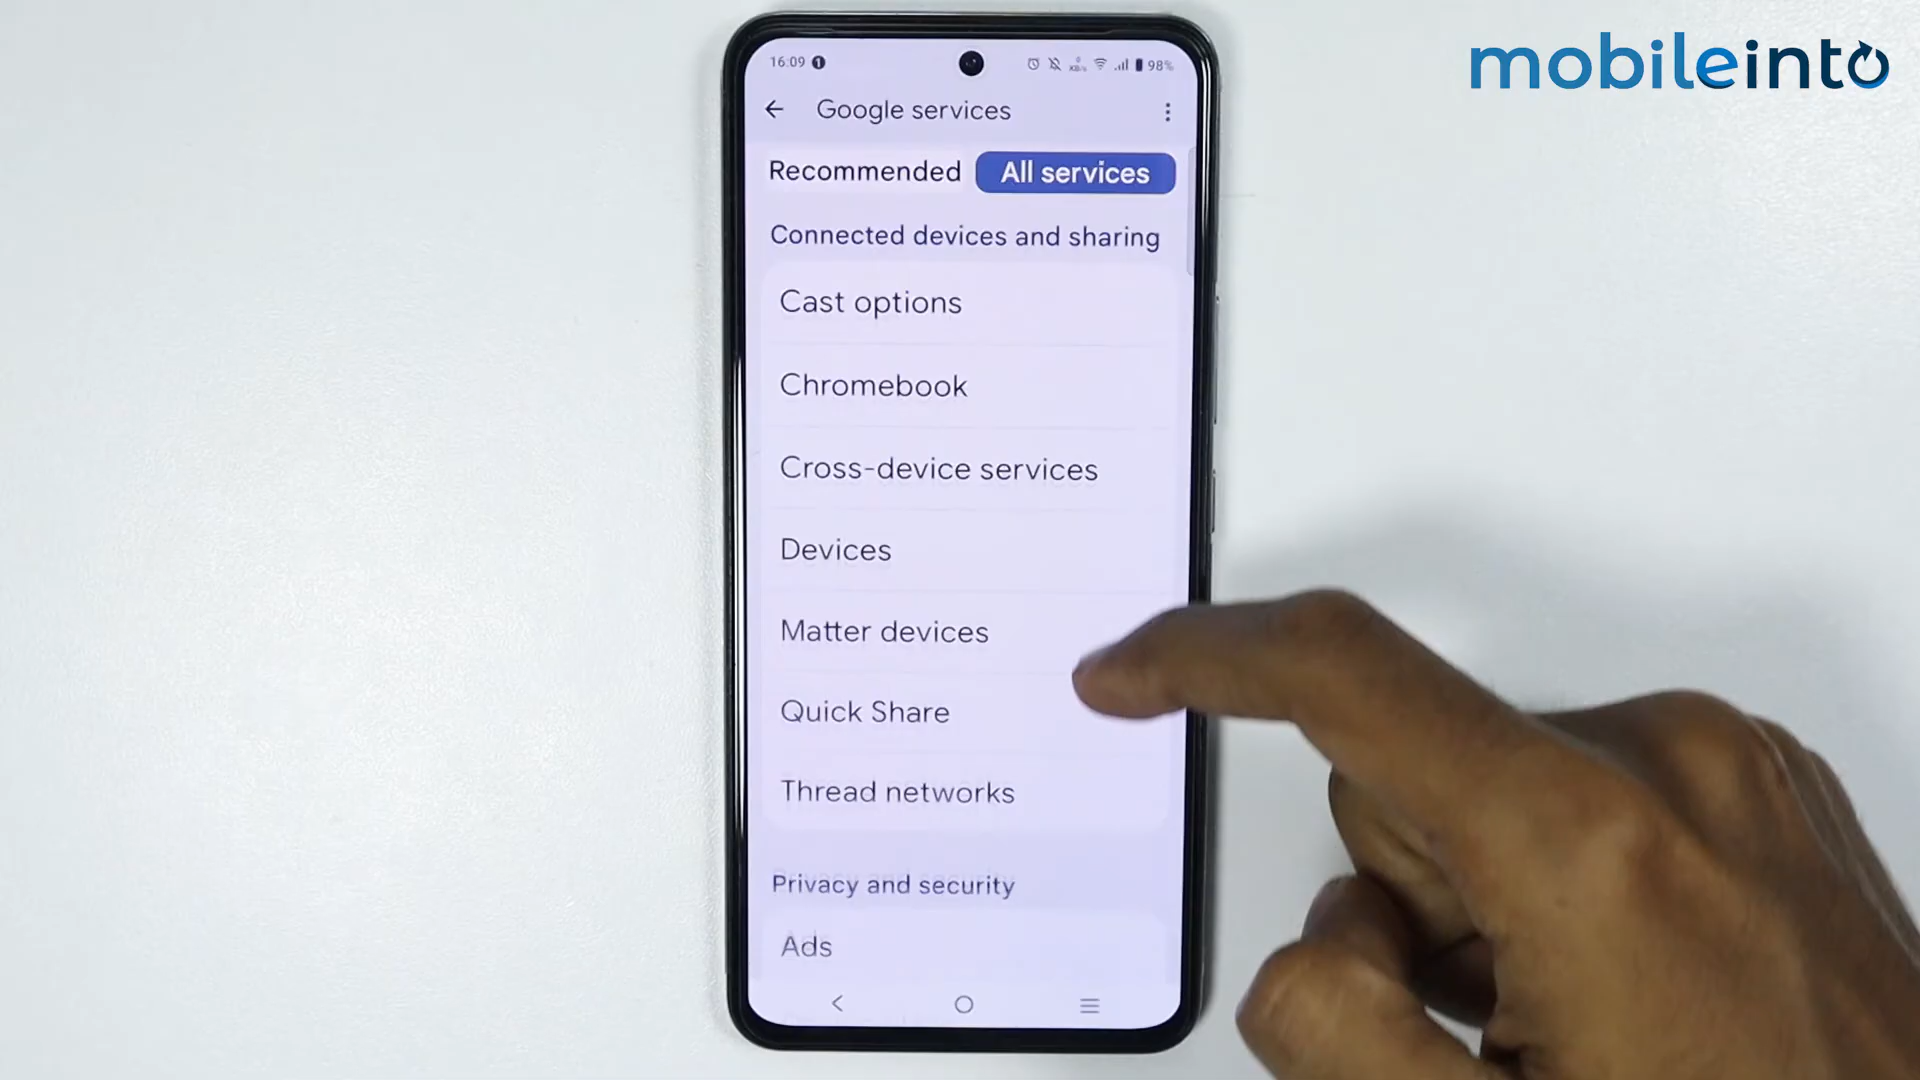 mobileinto
16:09 1
98%
Google services
Recommended
All services
Connected devices and sharing
Cast options
Chromebook
Cross-device services
Devices
Matter devices
Quick Share
Thread networks
Privacy and security
Ads